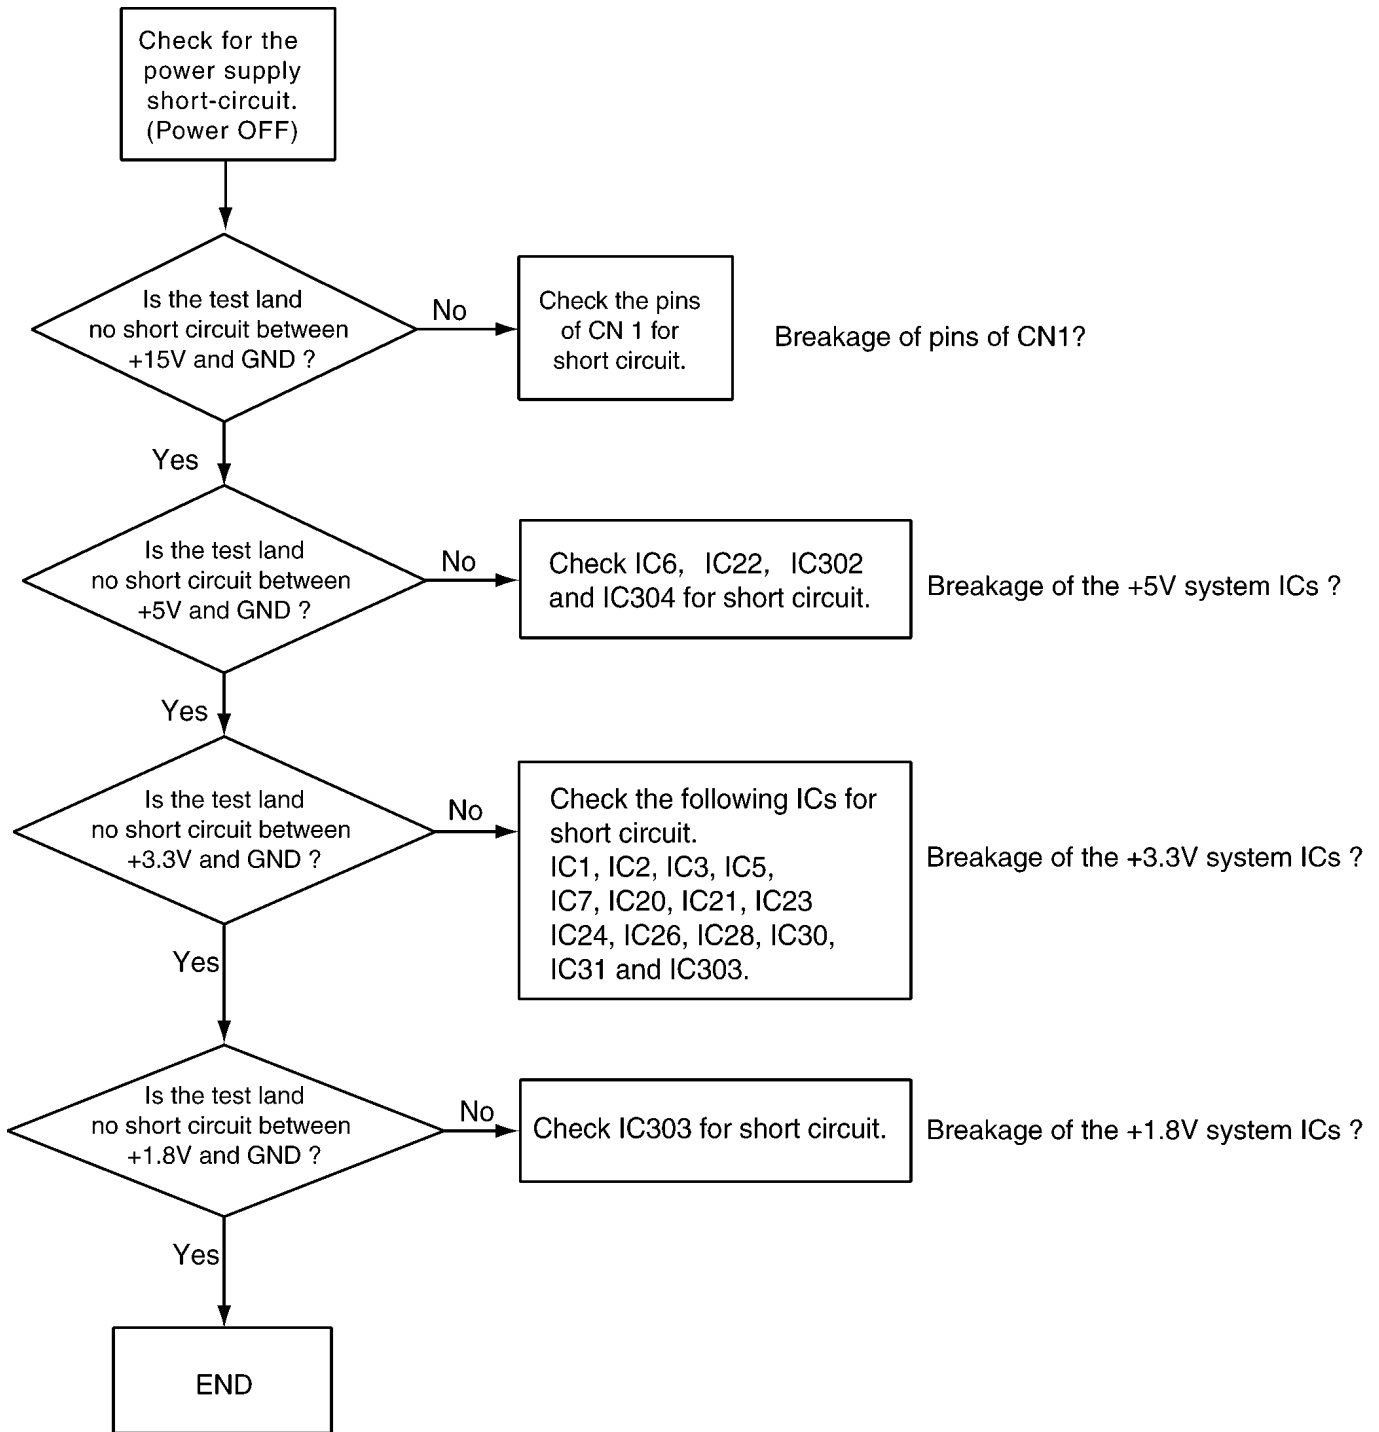 Check for the
power supply
short-circuit.
(Power OFF)
Is the test land
no short circuit between
+15V and GND ?
No
Check the pins
of CN 1 for
short circuit.
Breakage of pins of CN1?
Yes
Is the test land
no short circuit between
+5V and GND ?
No
Check IC6, IC22, IC302
and IC304 for short circuit.
Breakage of the +5V system ICs ?
Yes
Is the test land
no short circuit between
+3.3V and GND ?
No
Check the following ICs for
short circuit.
IC1, IC2, IC3, IC5,
IC7, IC20, IC21, IC23
IC24, IC26, IC28, IC30,
IC31 and IC303.
Breakage of the +3.3V system ICs ?
Yes
Is the test land
no short circuit between
+1.8V and GND ?
No
Check IC303 for short circuit.
Breakage of the +1.8V system ICs ?
Yes
END